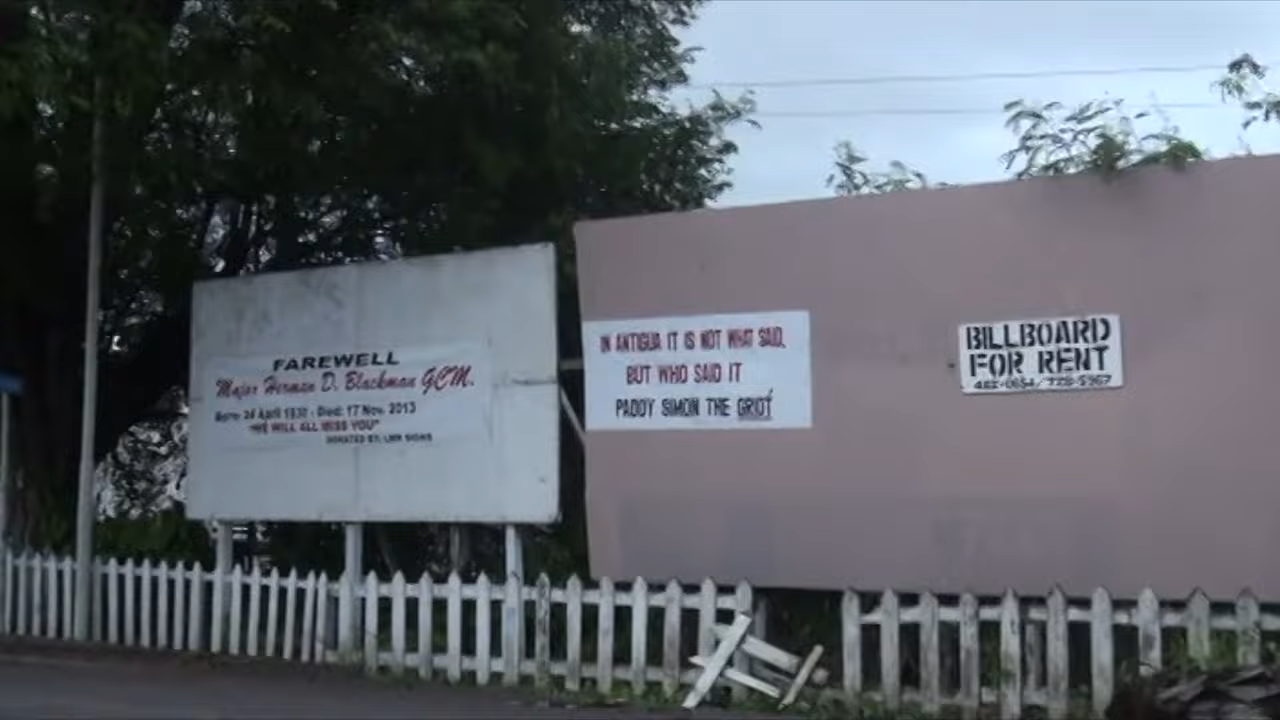 FAREWELL
Major Herman D. Blackman GCM.
Born: 24 April 1930 - Died: 17 Nov. 2013
"WE WILL ALL MISS YOU"
DONATED BY: LMR SIGNS
IN ANTIGUA IT IS NOT WHAT SAID,
BUT WHO SAID IT
PADDY SIMON THE GRIOT
BILLBOARD
FOR RENT